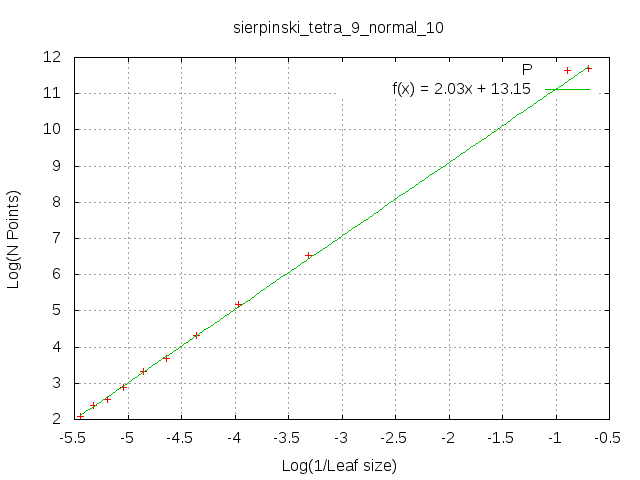 sierpinski_tetra_9_normal_10
12
11
10
9
8
7
6
5
4
3
2
Log(N Points)
P
f(x) = 2.03x + 13.15
-5.5 -5 -4.5 -4 -3.5 -3 -2.5 -2 -1.5 -1 -0.5
Log(1/Leaf size)